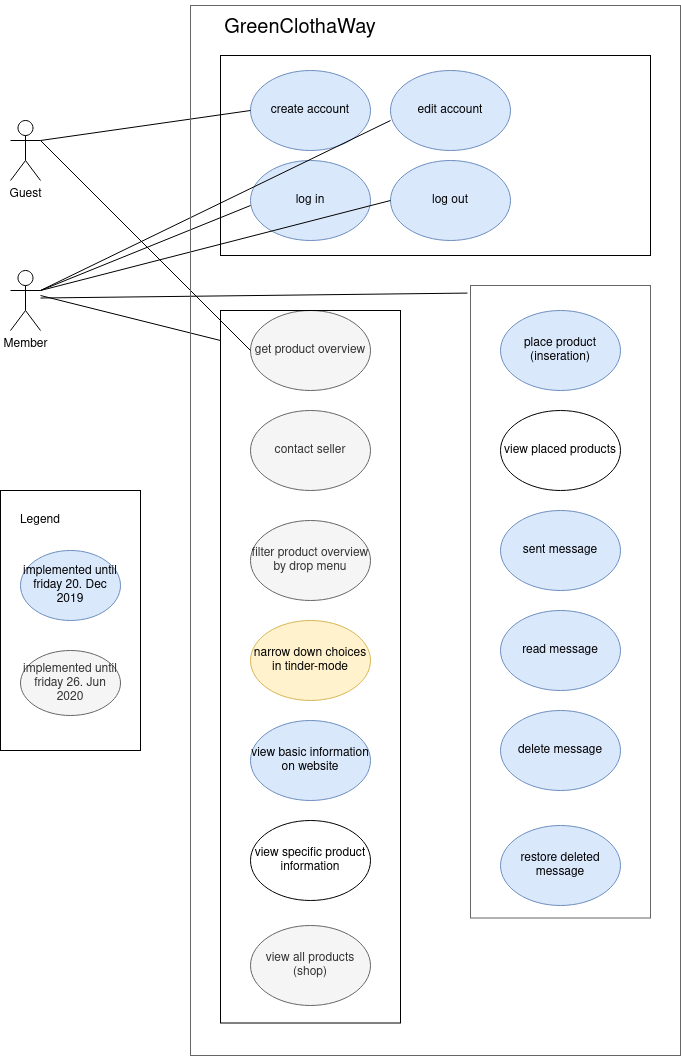 GreenClothaWay
create account
edit account
log in
log out
Guest
Member
get product overview
contact seller
filter product overview
by drop menu
narrow down choices
in tinder-mode
view basic information
on website
view specific product
information
view all products
(shop)
place product
(inseration)
view placed products
sent message
read message
delete message
restore deleted
message
Legend
implemented until
friday 20. Dec
2019
implemented until
friday 26. Jun
2020